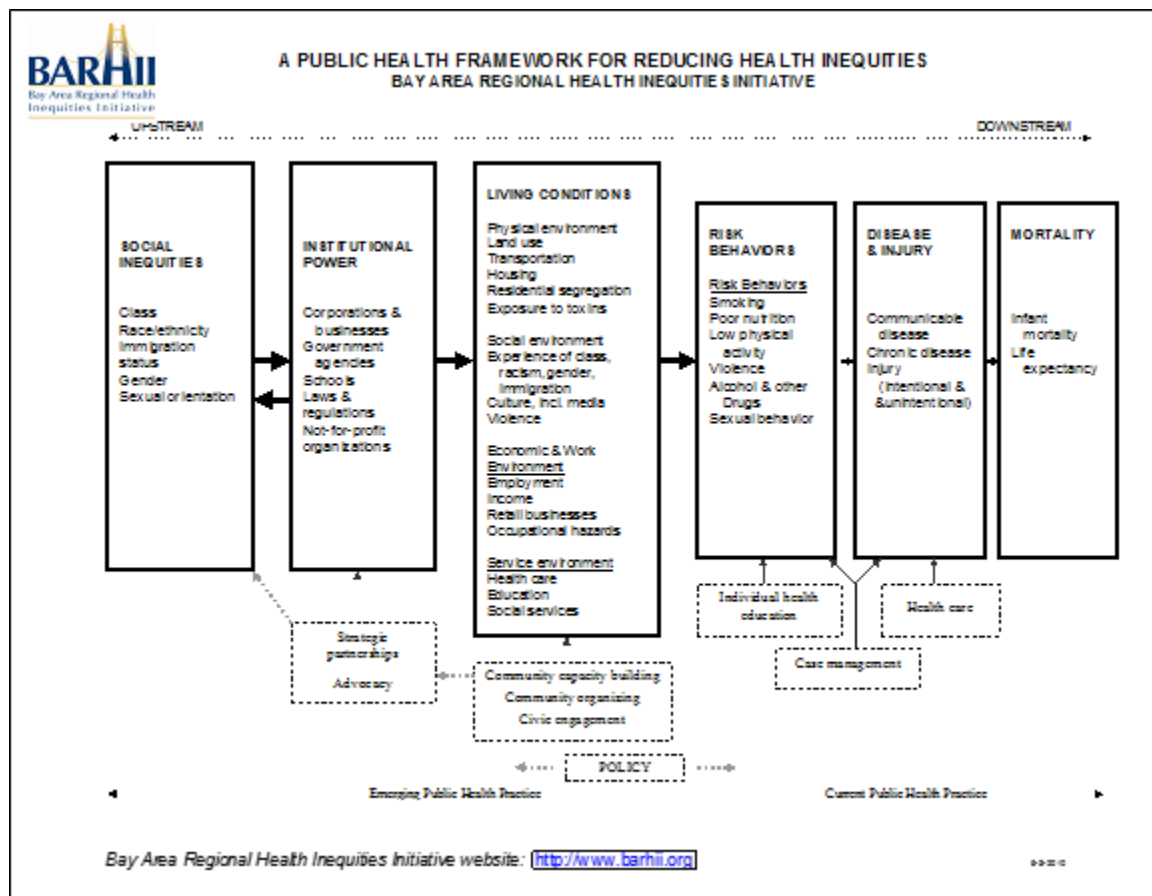 BARHII
Bay Area Regional Health
Inequities Initiative
A PUBLIC HEALTH FRAMEWORK FOR REDUCING HEALTH INEQUITIES
BAY AREA REGIONAL HEALTH INEQUITIES INITIATIVE
UPSTREAM
DOWNSTREAM
SOCIAL
INEQUITIES
Class
Race/ethnicity
Immigration
status
Gender
Sexual orientation
INSTITUTIONAL
POWER
Corporations &
businesses
Government
agencies
Schools
Laws &
regulations
Not-for-profit
organizations
LIVING CONDITIONS
Physical environment
Land use
Transportation
Housing
Residential segregation
Exposure to toxins
Social environment
Experience of class,
racism, gender,
immigration
Culture, incl. media
Violence
Economic & Work
Environment
Employment
Income
Retail businesses
Occupational hazards
Service environment
Health care
Education
Social services
RISK
BEHAVIORS
Risk Behaviors
Smoking
Poor nutrition
Low physical
activity
Violence
Alcohol & other
Drugs
Sexual behavior
DISEASE
& INJURY
Communicable
disease
Chronic disease
Injury
(intentional &
&unintentional)
MORTALITY
Infant
mortality
Life
expectancy
Strategic
partnerships
Advocacy
Community capacity building
Community organizing
Civic engagement
Individual health
education
Health care
Case management
POLICY
Emerging Public Health Practice
Current Public Health Practice
Bay Area Regional Health Inequities Initiative website: http://www.barhii.org